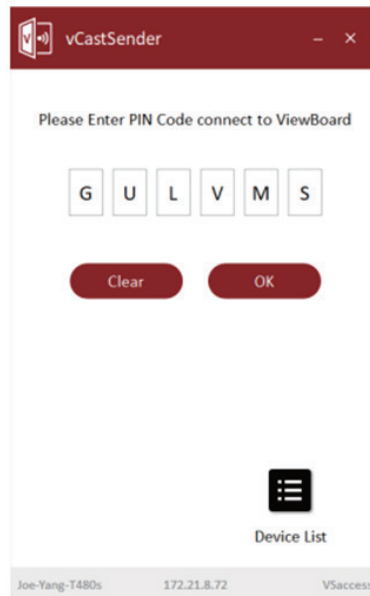 vCastSender
Please Enter PIN Code connect to ViewBoard
G U L V M S
Clear OK
Device List
Joe-Yang-T480s 172.21.8.72 VSaccess